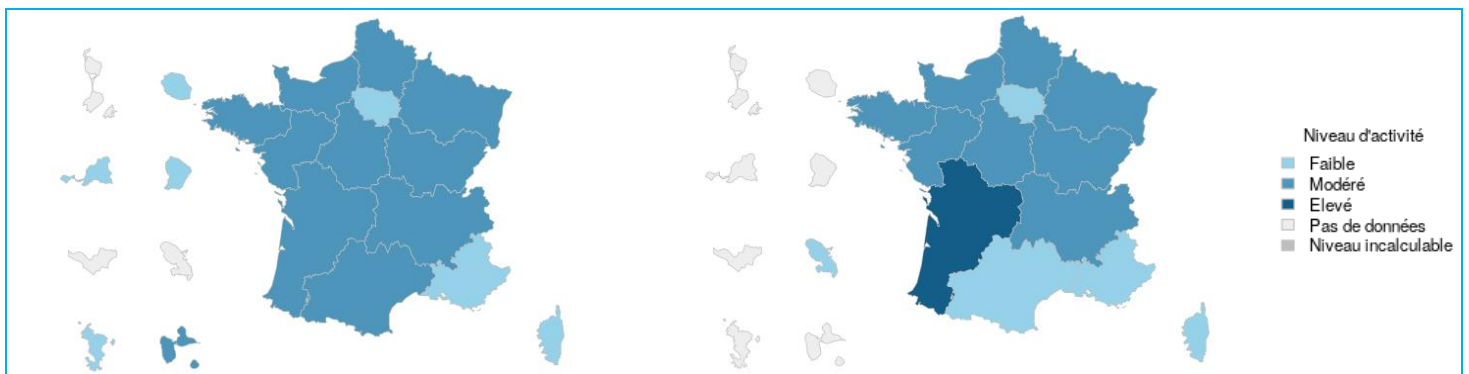 Niveau d'activité
Faible
Modéré
Elevé
Pas de données
Niveau incalculable